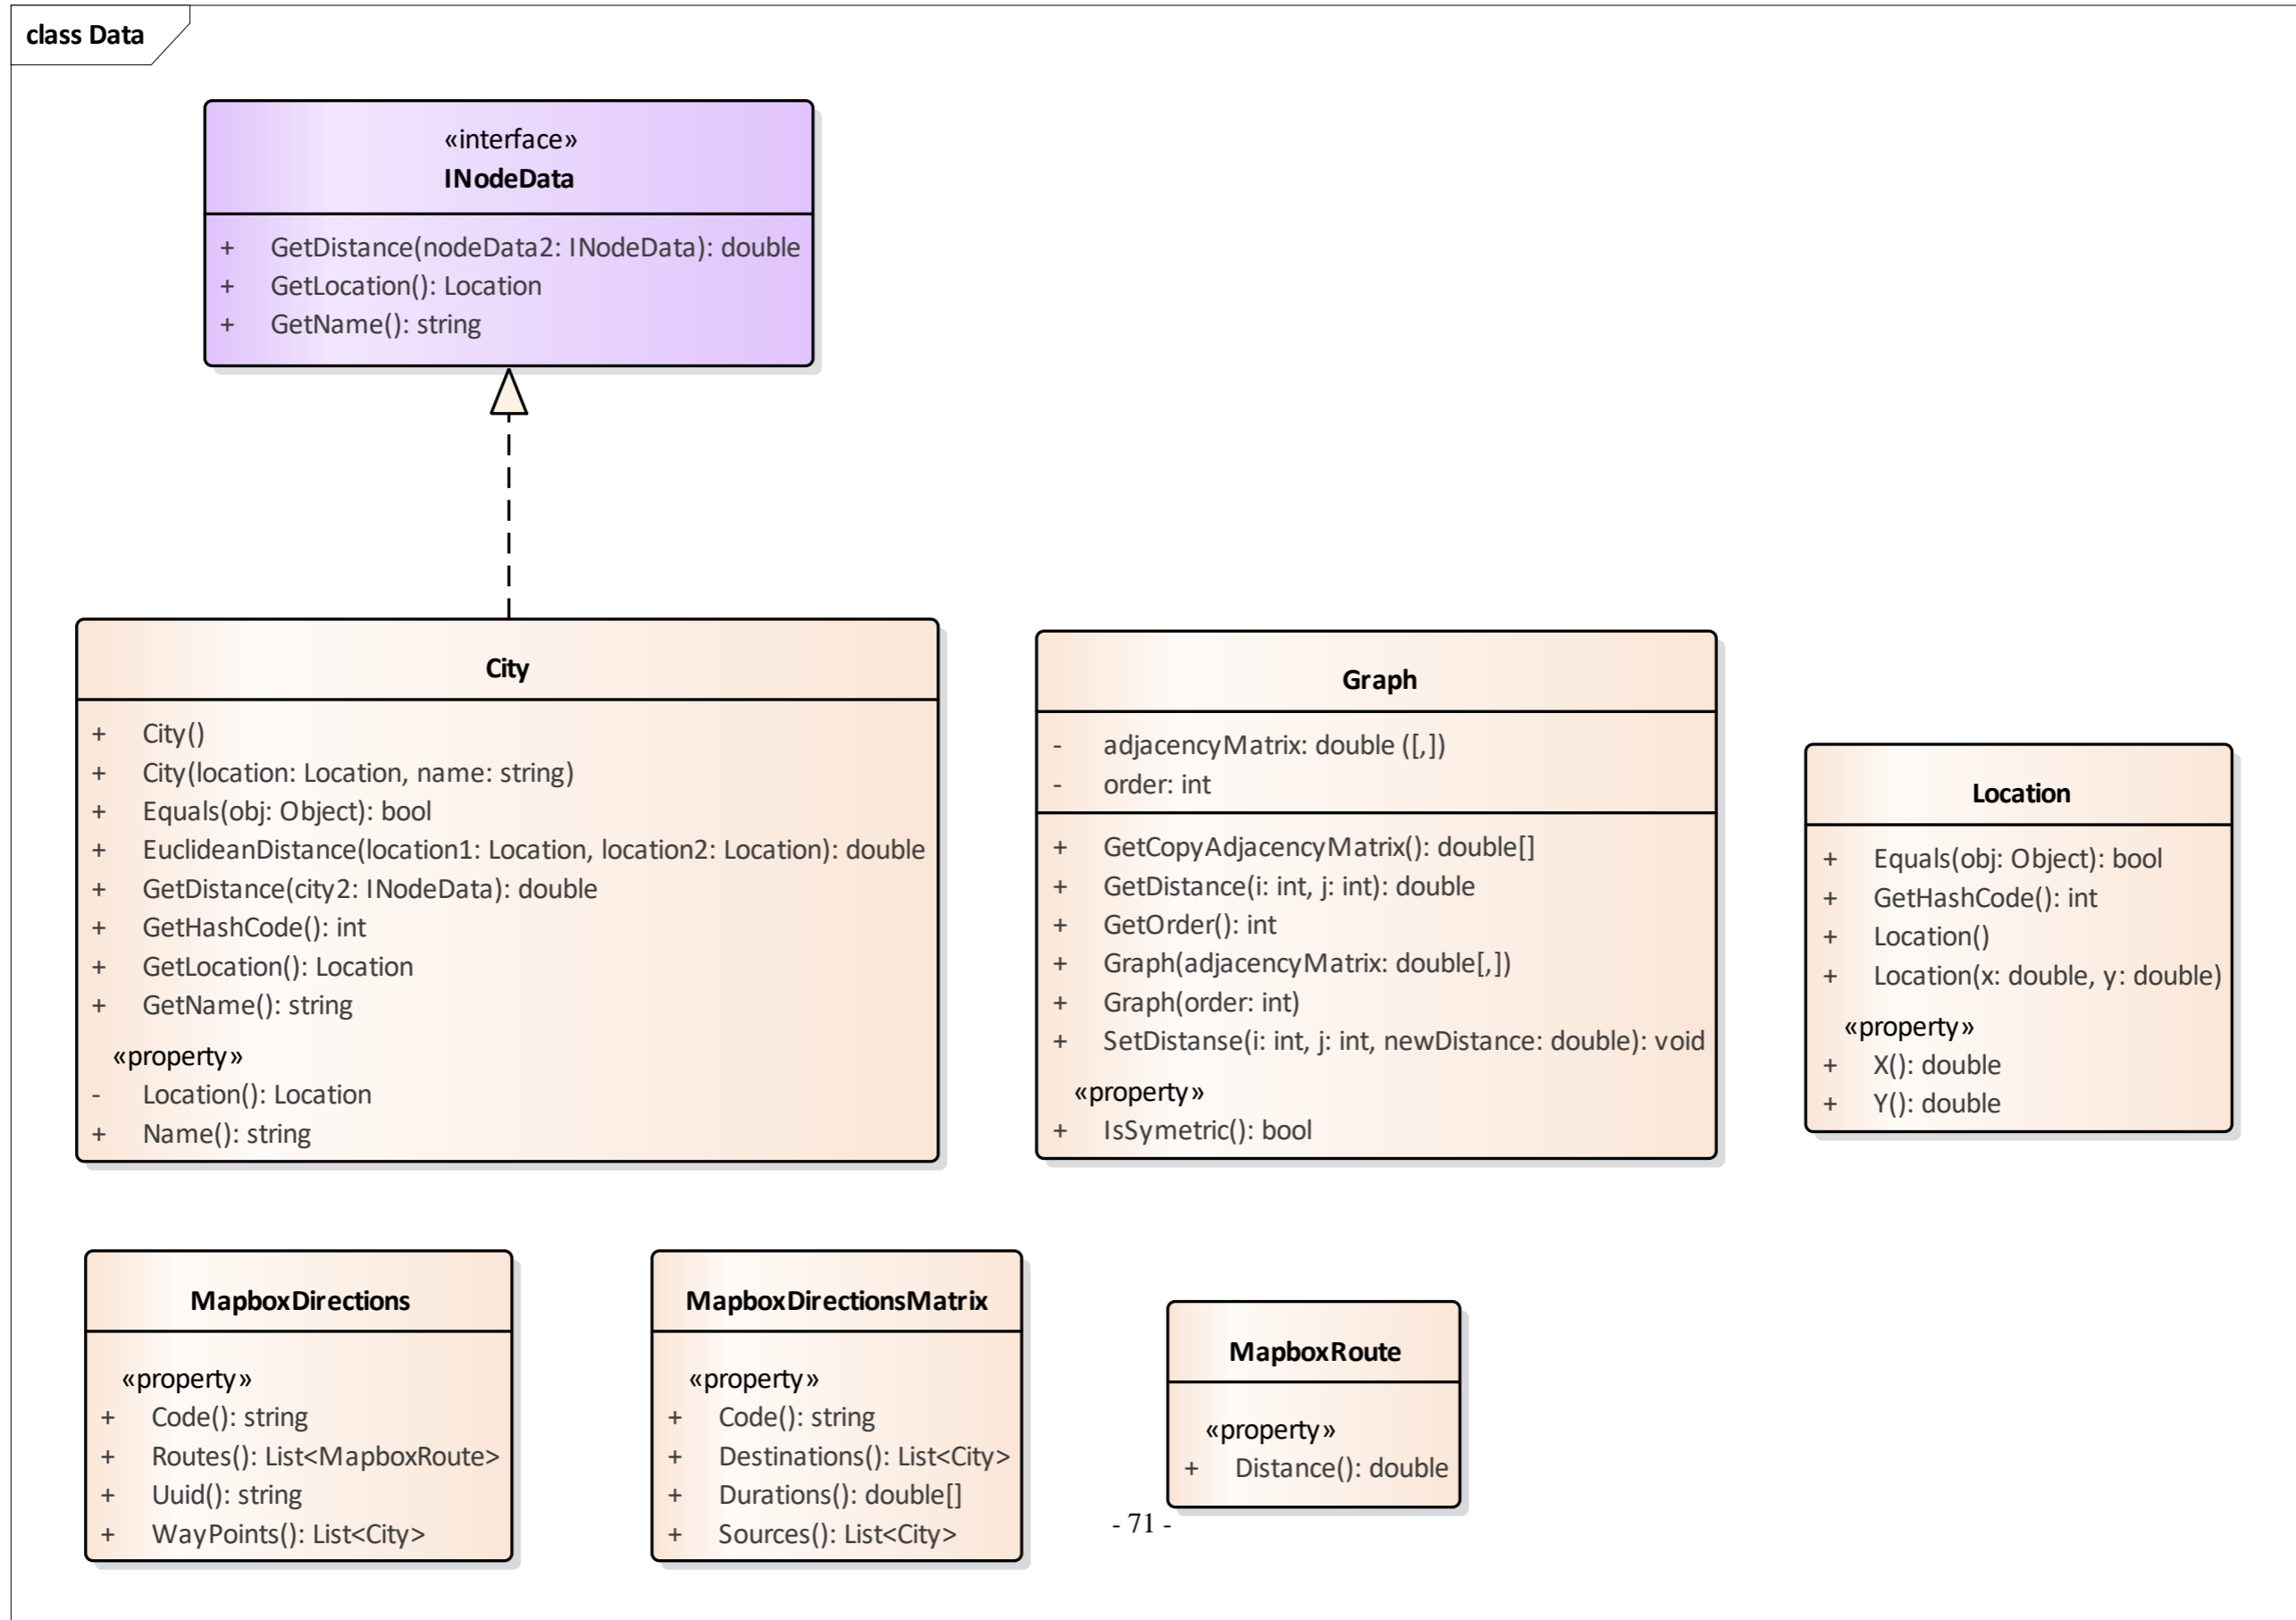 class Data
«interface»
INodeData
+ GetDistance(nodeData2: INodeData): double
+ GetLocation(): Location
+ GetName(): string
City
+ City()
+ City(location: Location, name: string)
+ Equals(obj: Object): bool
+ EuclideanDistance(location1: Location, location2: Location): double
+ GetDistance(city2: INodeData): double
+ GetHashCode(): int
+ GetLocation(): Location
+ GetName(): string
«property»
- Location(): Location
+ Name(): string
Graph
- adjacencyMatrix: double ([,])
- order: int
+ GetCopyAdjacencyMatrix(): double[]
+ GetDistance(i: int, j: int): double
+ GetOrder(): int
+ Graph(adjacencyMatrix: double[,])
+ Graph(order: int)
+ SetDistanse(i: int, j: int, newDistance: double): void
«property»
+ IsSymetric(): bool
Location
+ Equals(obj: Object): bool
+ GetHashCode(): int
+ Location()
+ Location(x: double, y: double)
«property»
+ X(): double
+ Y(): double
MapboxDirections
«property»
+ Code(): string
+ Routes(): List<MapboxRoute>
+ Uuid(): string
+ WayPoints(): List<City>
MapboxDirectionsMatrix
«property»
+ Code(): string
+ Destinations(): List<City>
+ Durations(): double[]
+ Sources(): List<City>
MapboxRoute
«property»
+ Distance(): double
- 71 -